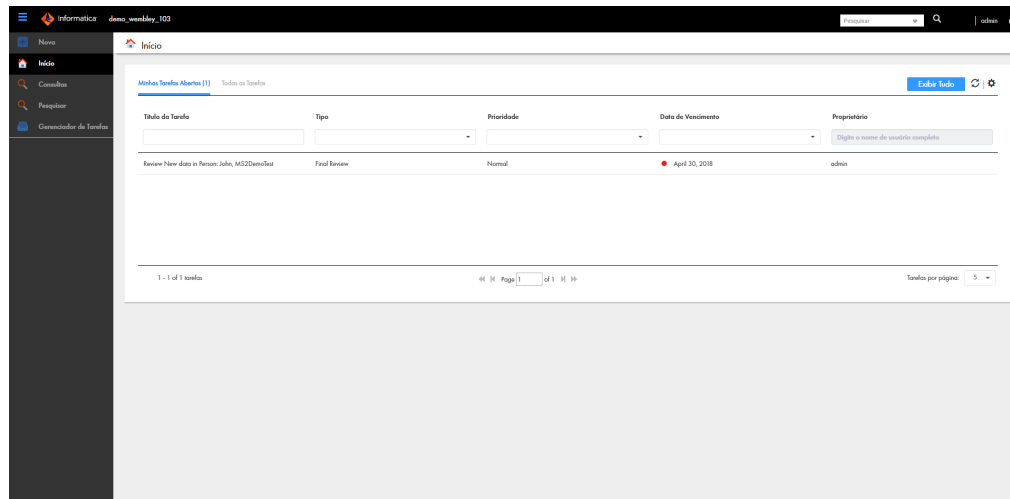 Informatica demo_wembley_103 Pesquisar admin
Novo
Início
Consultas
Pesquisar
Gerenciador de Tarefas
Início
Minhas Tarefas Abertas (1) Todas as Tarefas Exibir Tudo
Título da Tarefa Tipo Prioridade Data de Vencimento Proprietário
Digite o nome de usuário completo
Review New data in Person: John, MS2DemoTest Final Review Normal April 30, 2018 admin
1 - 1 of 1 tarefas Page 1 of 1 Tarefas por página: 5